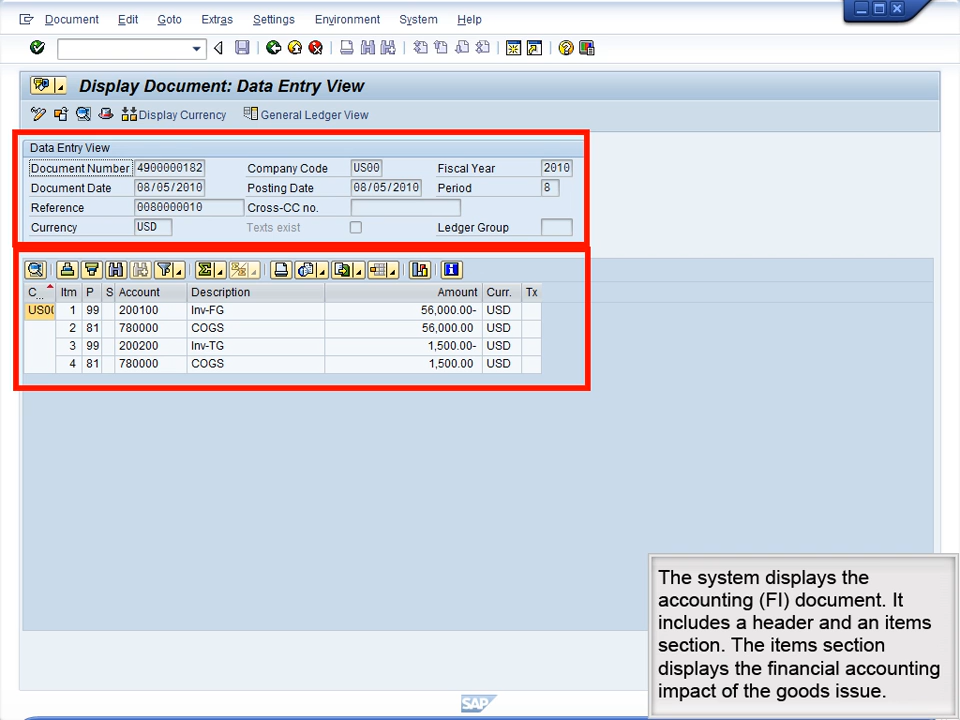 Document Edit Goto Extras Settings Environment System Help
Display Document: Data Entry View
Display Currency General Ledger View
Data Entry View
Document Number 4900000182 Company Code US00 Fiscal Year 2010
Document Date 08/05/2010 Posting Date 08/05/2010 Period 8
Reference 0080000010 Cross-CC no.
Currency USD Texts exist Ledger Group
C... Itm P S Account Description Amount Curr. Tx
US00 1 99 200100 Inv-FG 56,000.00- USD
2 81 780000 COGS 56,000.00 USD
3 99 200200 Inv-TG 1,500.00- USD
4 81 780000 COGS 1,500.00 USD
The system displays the
accounting (FI) document. It
includes a header and an items
section. The items section
displays the financial accounting
impact of the goods issue.
SAP